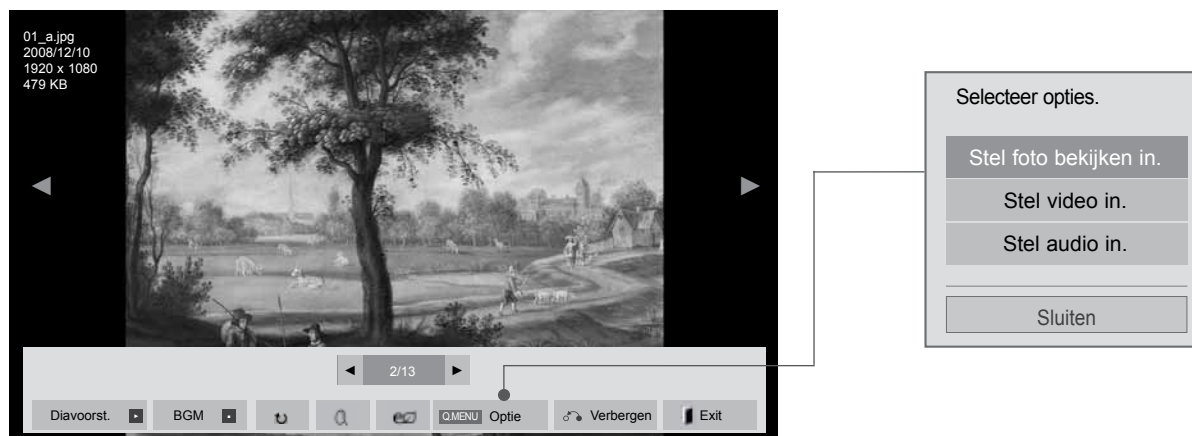 01_a.jpg
2008/12/10
1920 x 1080
479 KB
2/13
Diavoorst. BGM Q.MENU Optie Verbergen Exit
Selecteer opties.
Stel foto bekijken in.
Stel video in.
Stel audio in.
Sluiten